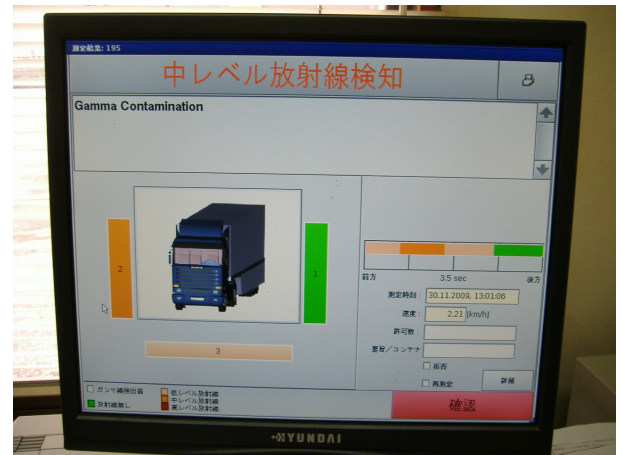 測定結果: 195
中レベル放射線検知
Gamma Contamination
2
1
3
前方 3.5 sec 後方
測定時刻: 30.11.2009, 13:01:06
速度: 2.21 [km/h]
許可数:
要旨/コンテナ
拒否
再測定
詳細
ガンマ線検出器
放射線無し
低レベル放射線
中レベル放射線
高レベル放射線
確認
HYUNDAI